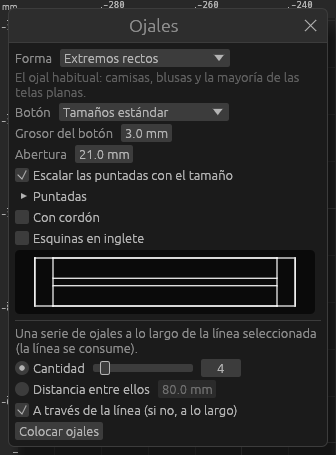 mm
-280
-260
-240
Ojales
Forma Extremos rectos
El ojal habitual: camisas, blusas y la mayoría de las
telas planas.
Botón Tamaños estándar
Grosor del botón 3.0 mm
Abertura 21.0 mm
Escalar las puntadas con el tamaño
Puntadas
Con cordón
Esquinas en inglete
Una serie de ojales a lo largo de la línea seleccionada
(la línea se consume).
Cantidad 4
Distancia entre ellos 80.0 mm
A través de la línea (si no, a lo largo)
Colocar ojales